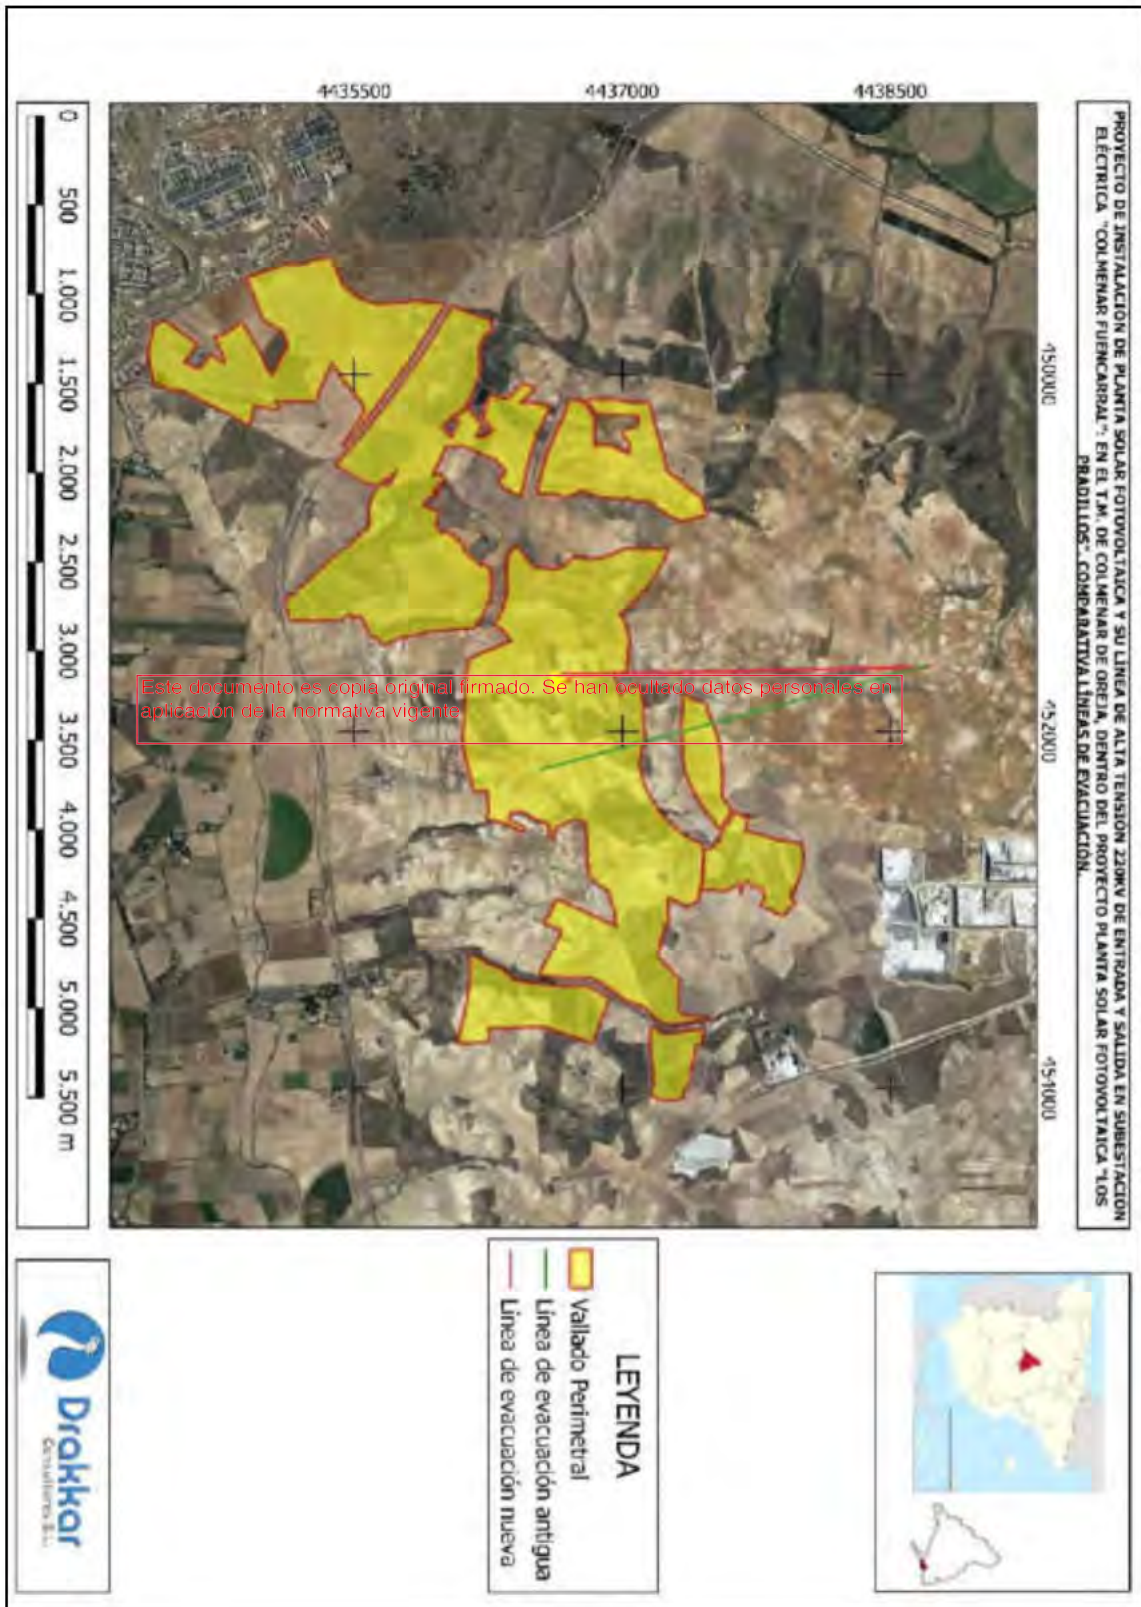 PROYECTO DE INSTALACIÓN DE PLANTA SOLAR FOTOVOLTAICA Y SU LÍNEA DE ALTA TENSIÓN 220KV DE ENTRADA Y SALIDA EN SUBESTACIÓN
ELÉCTRICA "COLMENAR FUENCARRAL"; EN EL T.M. DE COLMENAR DE OREJA, DENTRO DEL PROYECTO PLANTA SOLAR FOTOVOLTAICA "LOS
PRADILLOS". COMPARATIVA LÍNEAS DE EVACUACIÓN.
450000
452000
454000
4438500
4437000
4435500
Este documento es copia original firmado. Se han ocultado datos personales en
aplicación de la normativa vigente
0 500 1.000 1.500 2.000 2.500 3.000 3.500 4.000 4.500 5.000 5.500 m
LEYENDA
Vallado Perimetral
Línea de evacuación antigua
Línea de evacuación nueva
Drakkar
Consultores S.L.